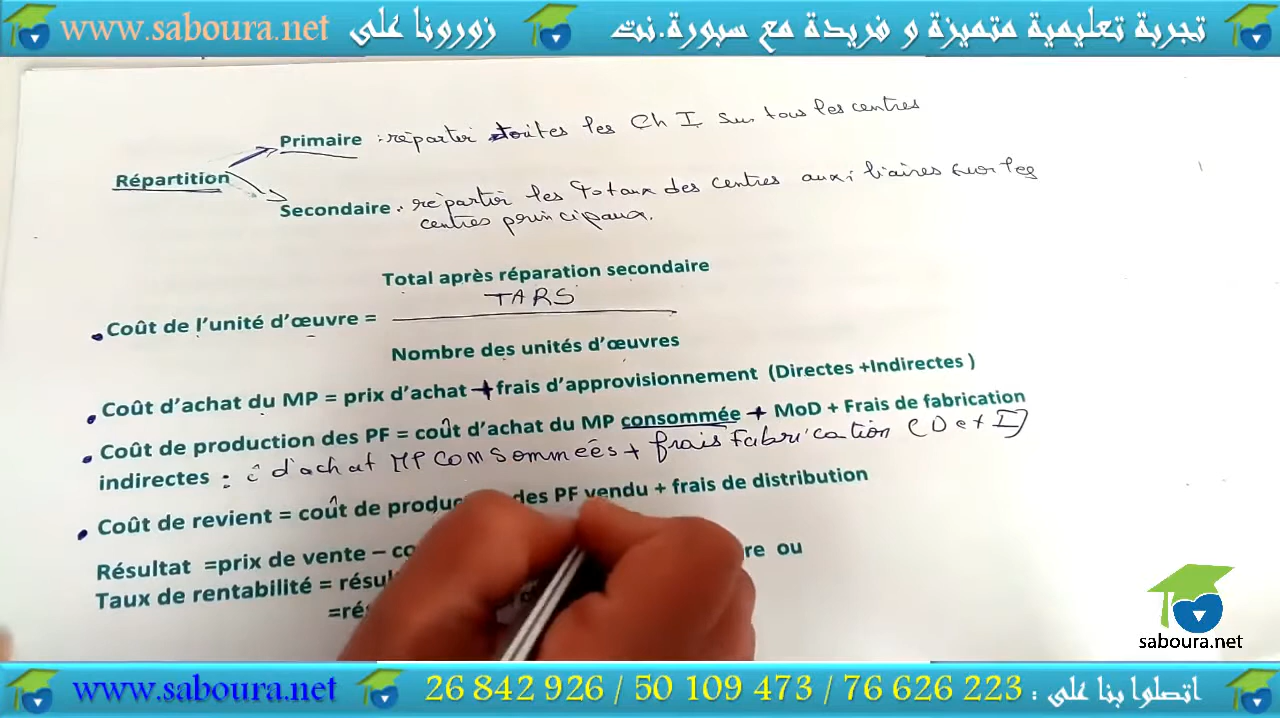 www.saboura.net زورونا على تجربة تعليمية متميزة و فريدة مع سبورة.نت
Primaire : répartir toutes les Ch I Sur tous les centres
Répartition
Secondaire : répartir les Totaux des centres auxiliaires sur les
centres principaux.
Total après réparation secondaire
TARS
Coût de l'unité d'œuvre =
Nombre des unités d'œuvres
Coût d'achat du MP = prix d'achat + frais d'approvisionnement (Directes +Indirectes )
Coût de production des PF = coût d'achat du MP consommée + MoD + Frais de fabrication
indirectes : c d'achat MP consommées + frais Fabrication (D et I)
Coût de revient = coût de des PF vendu + frais de distribution
Résultat =prix de vente – ou
Taux de rentabilité =
saboura.net
www.saboura.net 26 842 926 / 50 109 473 / 76 626 223 : اتصلوا بنا على